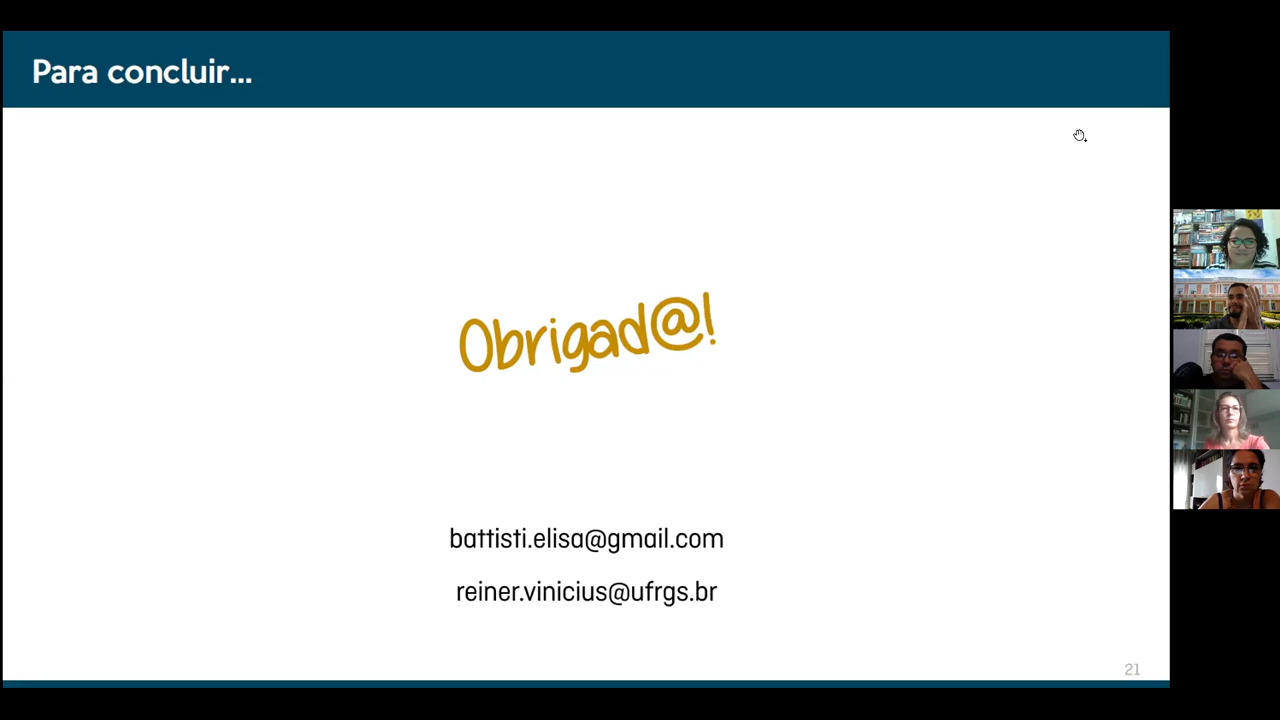 Para concluir...
Obrigad@!
battisti.elisa@gmail.com
reiner.vinicius@ufrgs.br
21